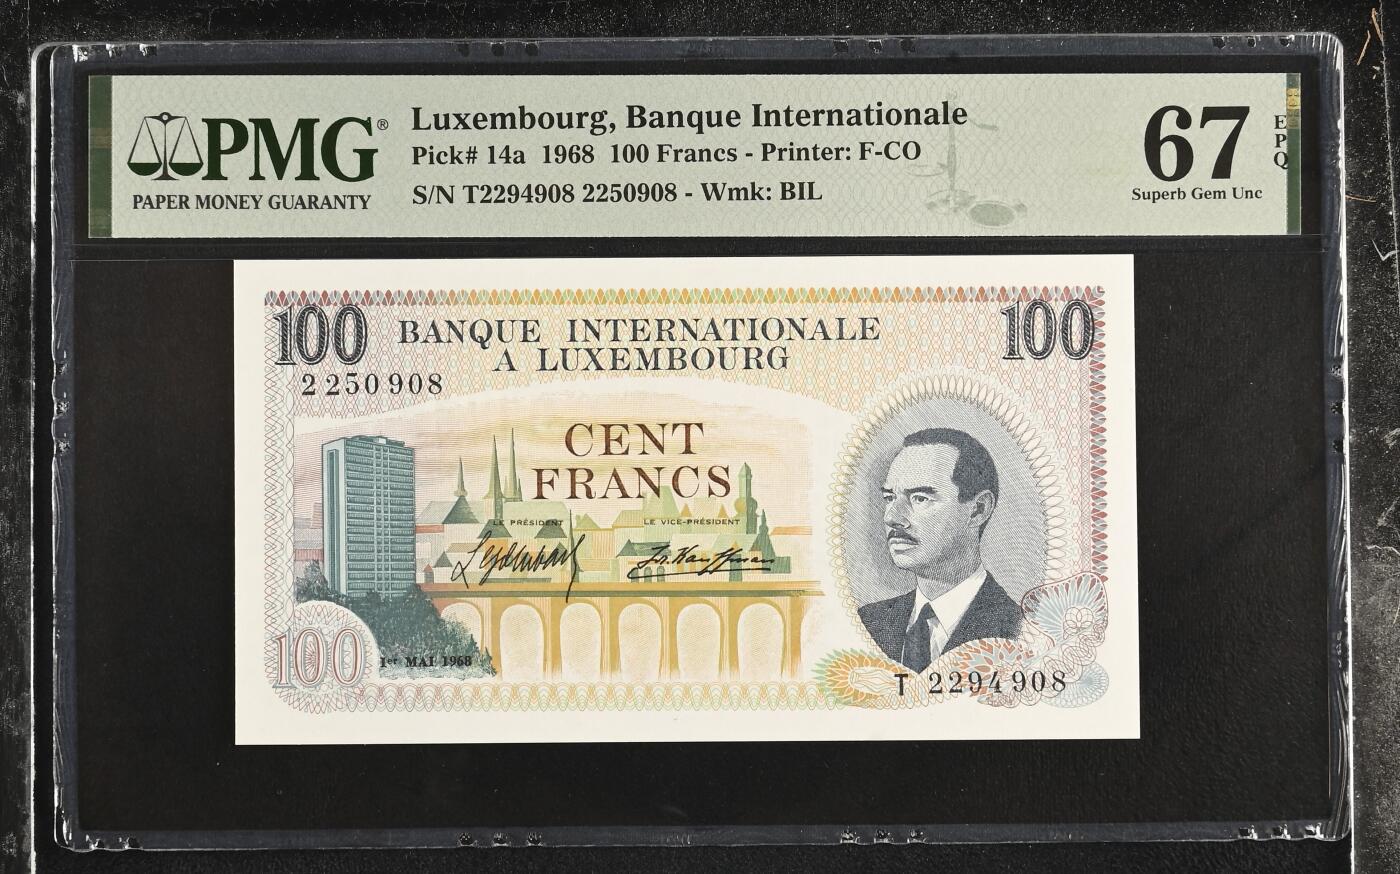 PMG®
PAPER MONEY GUARANTY
Luxembourg, Banque Internationale
Pick# 14a 1968 100 Francs - Printer: F-CO
S/N T2294908 2250908 - Wmk: BIL
67
EPQ
Superb Gem Unc
100
BANQUE INTERNATIONALE
A LUXEMBOURG
100
2250908
CENT
FRANCS
LE PRÉSIDENT
LE VICE-PRÉSIDENT
100
1er MAI 1968
T 2294908